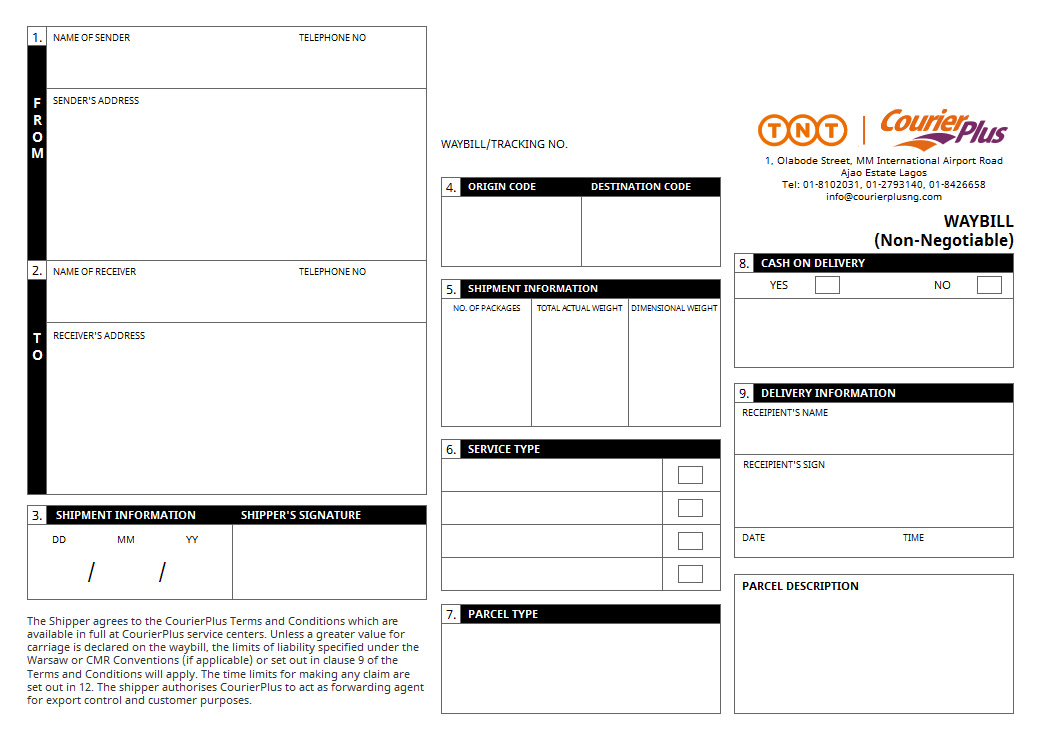 1. NAME OF SENDER TELEPHONE NO
FROM
SENDER'S ADDRESS
2. NAME OF RECEIVER TELEPHONE NO
TO
RECEIVER'S ADDRESS
3. SHIPMENT INFORMATION SHIPPER'S SIGNATURE
DD MM YY
/ /
The Shipper agrees to the CourierPlus Terms and Conditions which are
available in full at CourierPlus service centers. Unless a greater value for
carriage is declared on the waybill, the limits of liability specified under the
Warsaw or CMR Conventions (if applicable) or set out in clause 9 of the
Terms and Conditions will apply. The time limits for making any claim are
set out in 12. The shipper authorises CourierPlus to act as forwarding agent
for export control and customer purposes.
WAYBILL/TRACKING NO.
4. ORIGIN CODE DESTINATION CODE
5. SHIPMENT INFORMATION
NO. OF PACKAGES TOTAL ACTUAL WEIGHT DIMENSIONAL WEIGHT
6. SERVICE TYPE
7. PARCEL TYPE
TNT | CourierPlus
1, Olabode Street, MM International Airport Road
Ajao Estate Lagos
Tel: 01-8102031, 01-2793140, 01-8426658
info@courierplusng.com
WAYBILL
(Non-Negotiable)
8. CASH ON DELIVERY
YES NO
9. DELIVERY INFORMATION
RECEIPIENT'S NAME
RECEIPIENT'S SIGN
DATE TIME
PARCEL DESCRIPTION